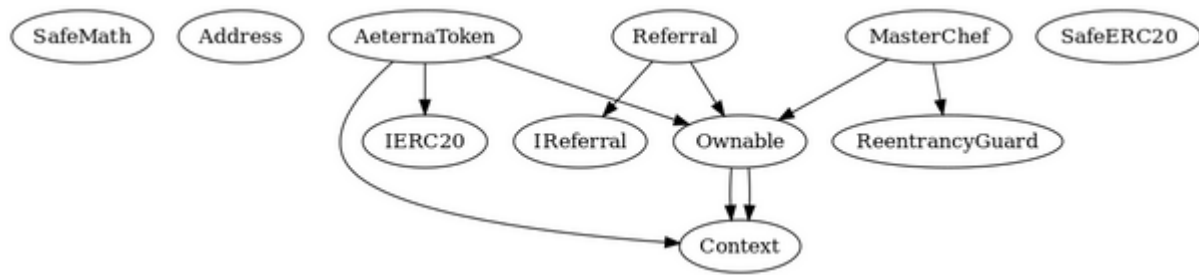 SafeMath
Address
AeternaToken
Referral
MasterChef
SafeERC20
IERC20
IReferral
Ownable
ReentrancyGuard
Context